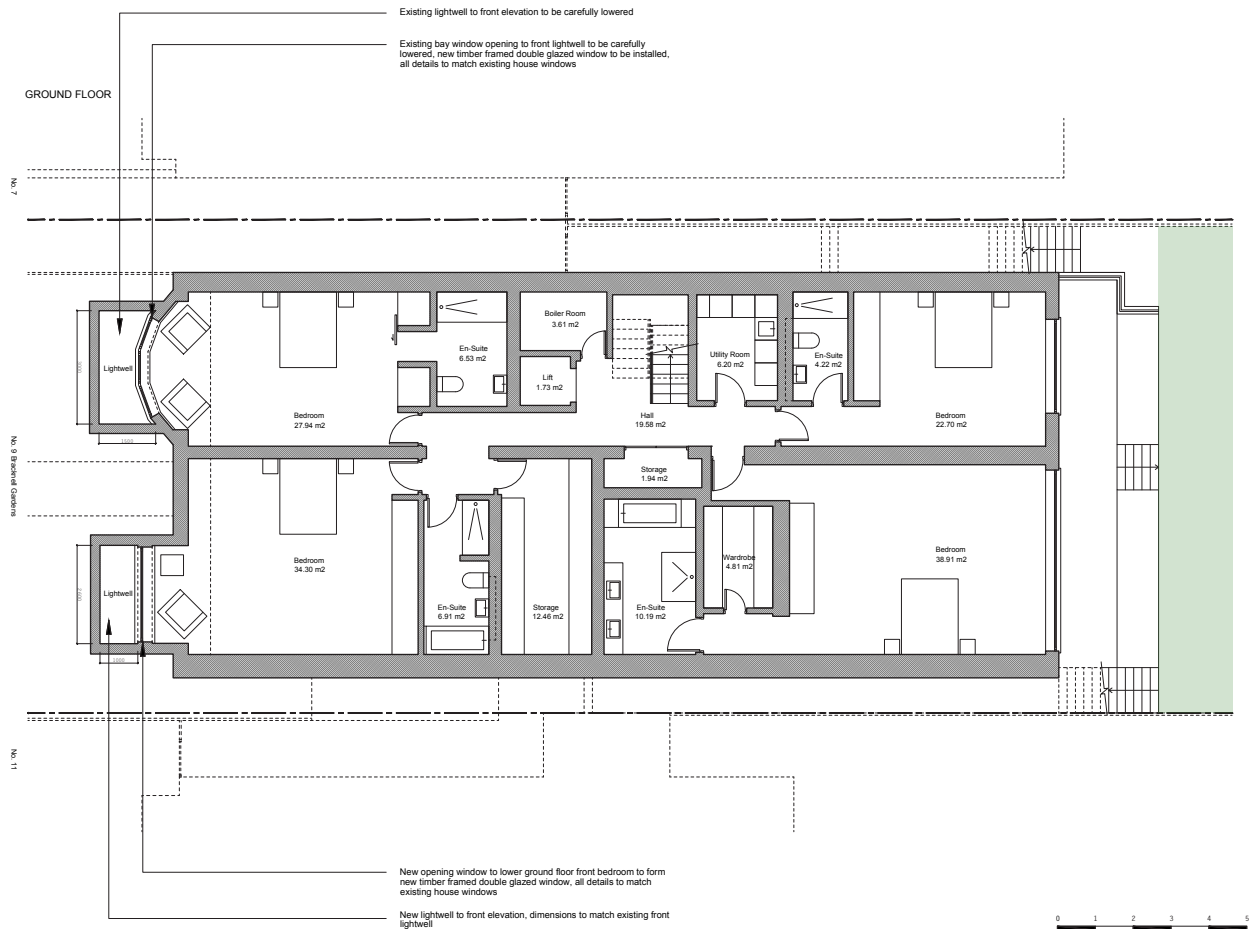 Existing lightwell to front elevation to be carefully lowered
Existing bay window opening to front lightwell to be carefully
lowered, new timber framed double glazed window to be installed,
all details to match existing house windows
GROUND FLOOR
No. 7
No. 9 Bracknell Gardens
No. 11
Lightwell
3000
1500
Bedroom
27.94 m2
En-Suite
6.53 m2
Boiler Room
3.61 m2
Lift
1.73 m2
Utility Room
6.20 m2
En-Suite
4.22 m2
Bedroom
22.70 m2
Hall
19.58 m2
Storage
1.94 m2
Bedroom
34.30 m2
Lightwell
1000
En-Suite
6.91 m2
Storage
12.46 m2
En-Suite
10.19 m2
Wardrobe
4.81 m2
Bedroom
38.91 m2
New opening window to lower ground floor front bedroom to form
new timber framed double glazed window, all details to match
existing house windows
New lightwell to front elevation, dimensions to match existing front
lightwell
0 1 2 3 4 5